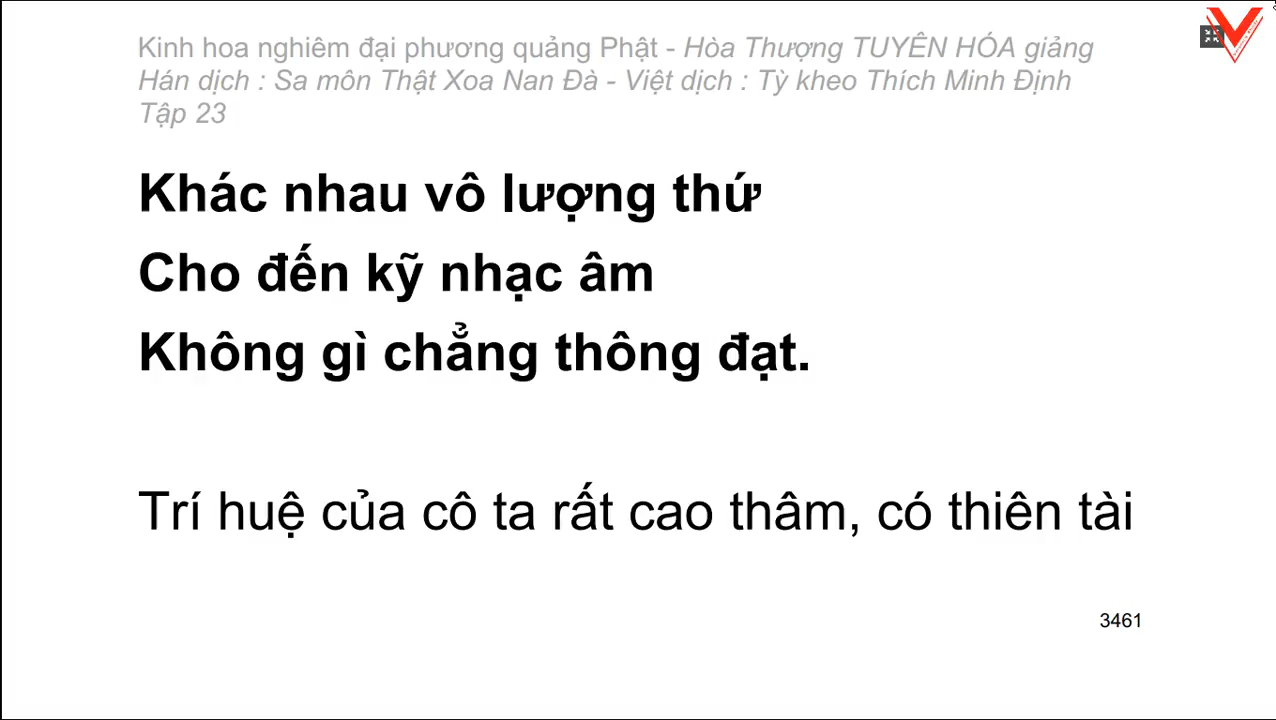 Kinh hoa nghiêm đại phương quảng Phật - Hòa Thượng TUYÊN HÓA giảng
Hán dịch : Sa môn Thật Xoa Nan Đà - Việt dịch : Tỳ kheo Thích Minh Định
Tập 23
Khác nhau vô lượng thứ
Cho đến kỹ nhạc âm
Không gì chẳng thông đạt.
Trí huệ của cô ta rất cao thâm, có thiên tài
3461